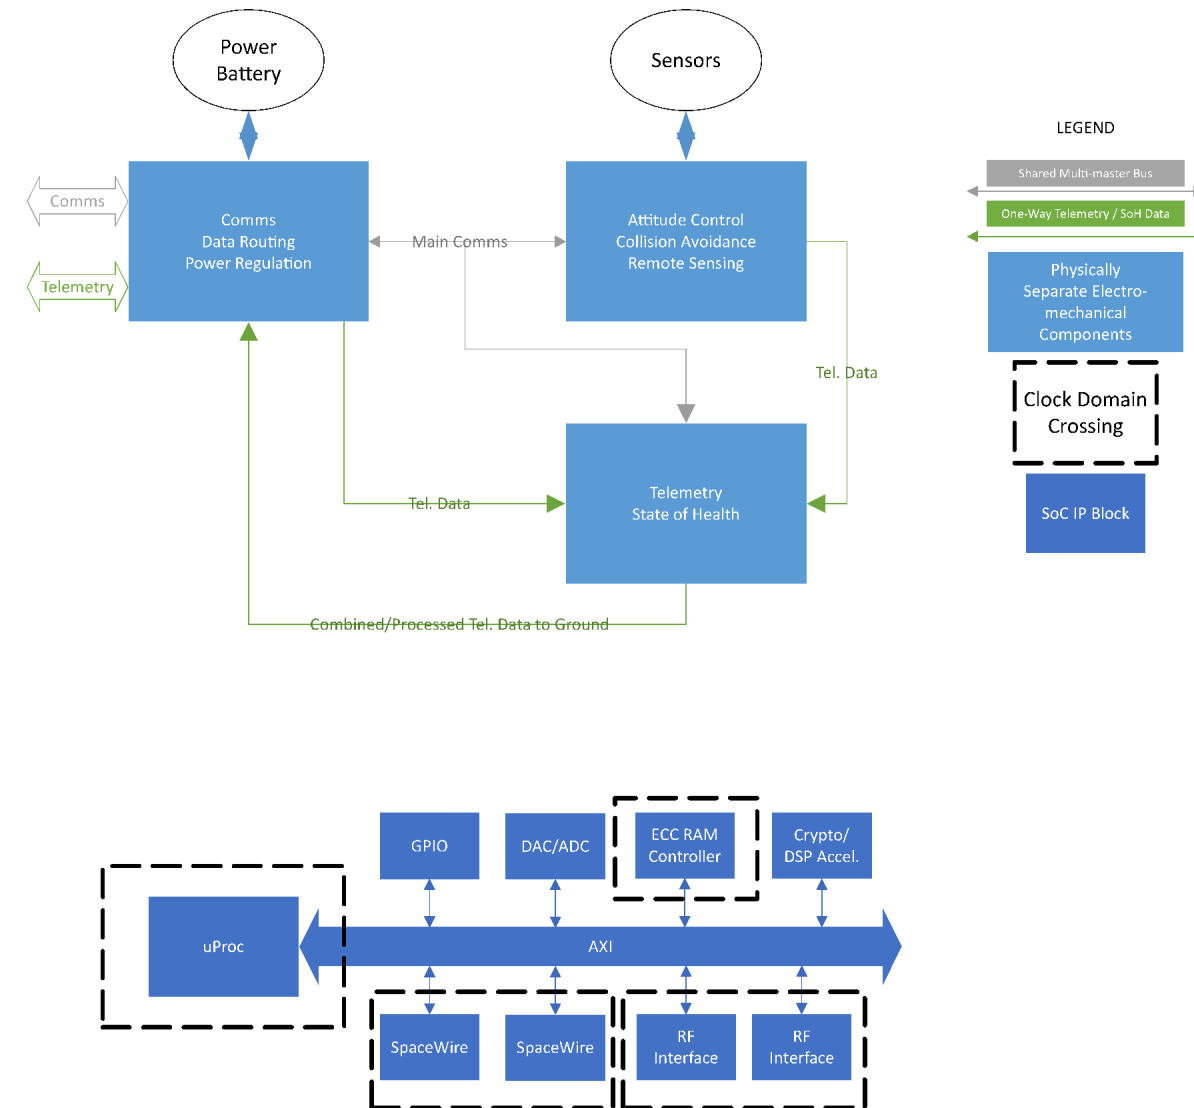 Power
Battery
Sensors
LEGEND
Shared Multi-master Bus
One-Way Telemetry / SoH Data
Physically
Separate Electro-
mechanical
Components
Clock Domain
Crossing
SoC IP Block
Comms
Telemetry
Comms
Data Routing
Power Regulation
Main Comms
Attitude Control
Collision Avoidance
Remote Sensing
Tel. Data
Tel. Data
Telemetry
State of Health
Combined/Processed Tel. Data to Ground
GPIO
DAC/ADC
ECC RAM
Controller
Crypto/
DSP Accel.
uProc
AXI
SpaceWire
SpaceWire
RF
Interface
RF
Interface